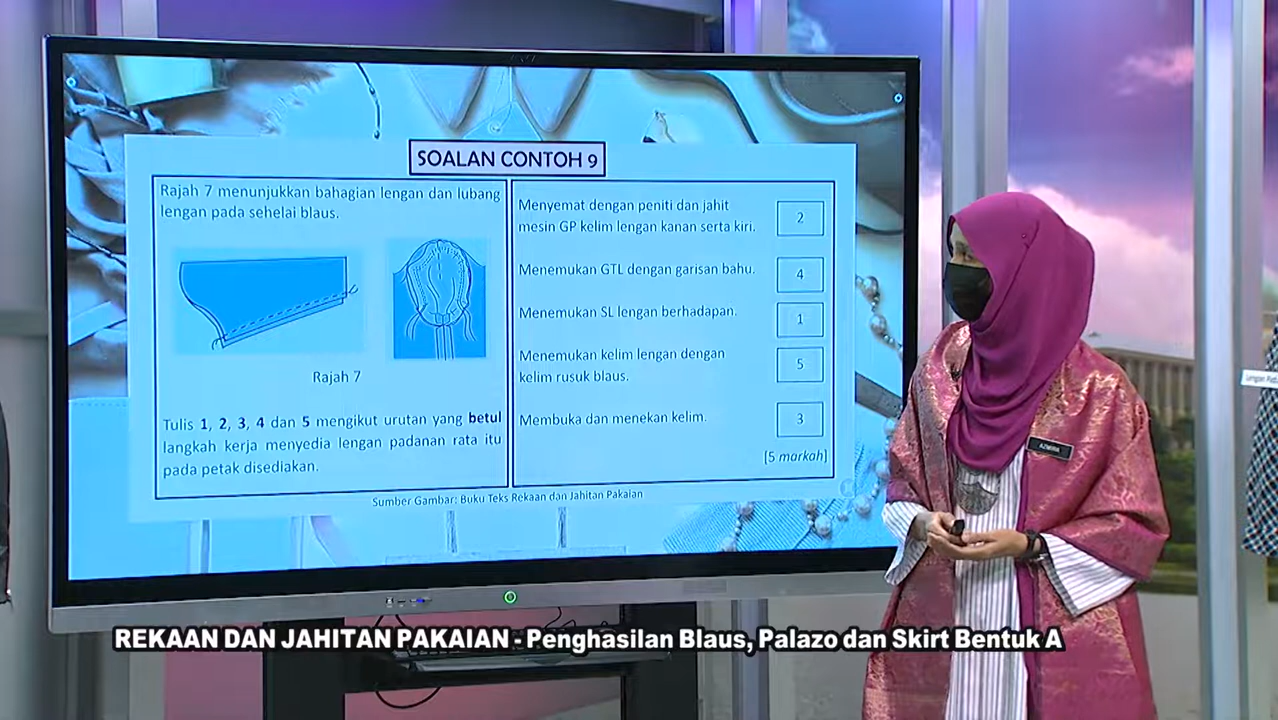 SOALAN CONTOH 9
Rajah 7 menunjukkan bahagian lengan dan lubang
lengan pada sehelai blaus.
Rajah 7
Tulis 1, 2, 3, 4 dan 5 mengikut urutan yang betul
langkah kerja menyedia lengan padanan rata itu
pada petak disediakan.
Menyemat dengan peniti dan jahit
mesin GP kelim lengan kanan serta kiri.
2
Menemukan GTL dengan garisan bahu.
4
Menemukan SL lengan berhadapan.
1
Menemukan kelim lengan dengan
kelim rusuk blaus.
5
Membuka dan menekan kelim.
3
[5 markah]
Sumber Gambar: Buku Teks Rekaan dan Jahitan Pakaian
AZWIRA
REKAAN DAN JAHITAN PAKAIAN - Penghasilan Blaus, Palazo dan Skirt Bentuk A